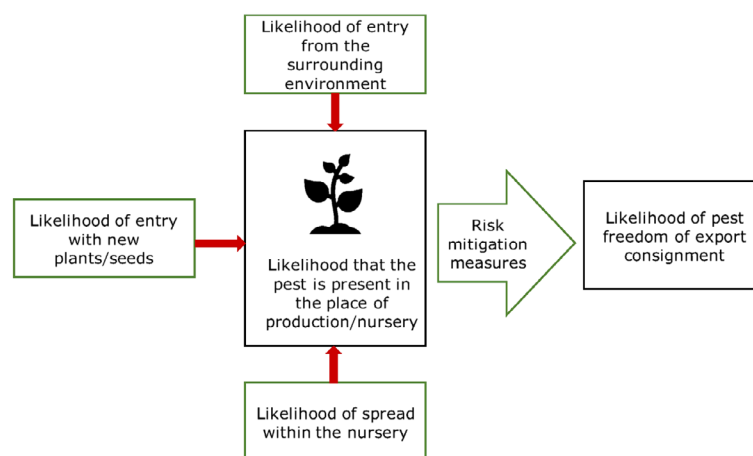 Likelihood of entry
from the
surrounding
environment
Likelihood of entry
with new
plants/seeds
Likelihood that the
pest is present in
the place of
production/nursery
Risk
mitigation
measures
Likelihood of pest
freedom of export
consignment
Likelihood of spread
within the nursery